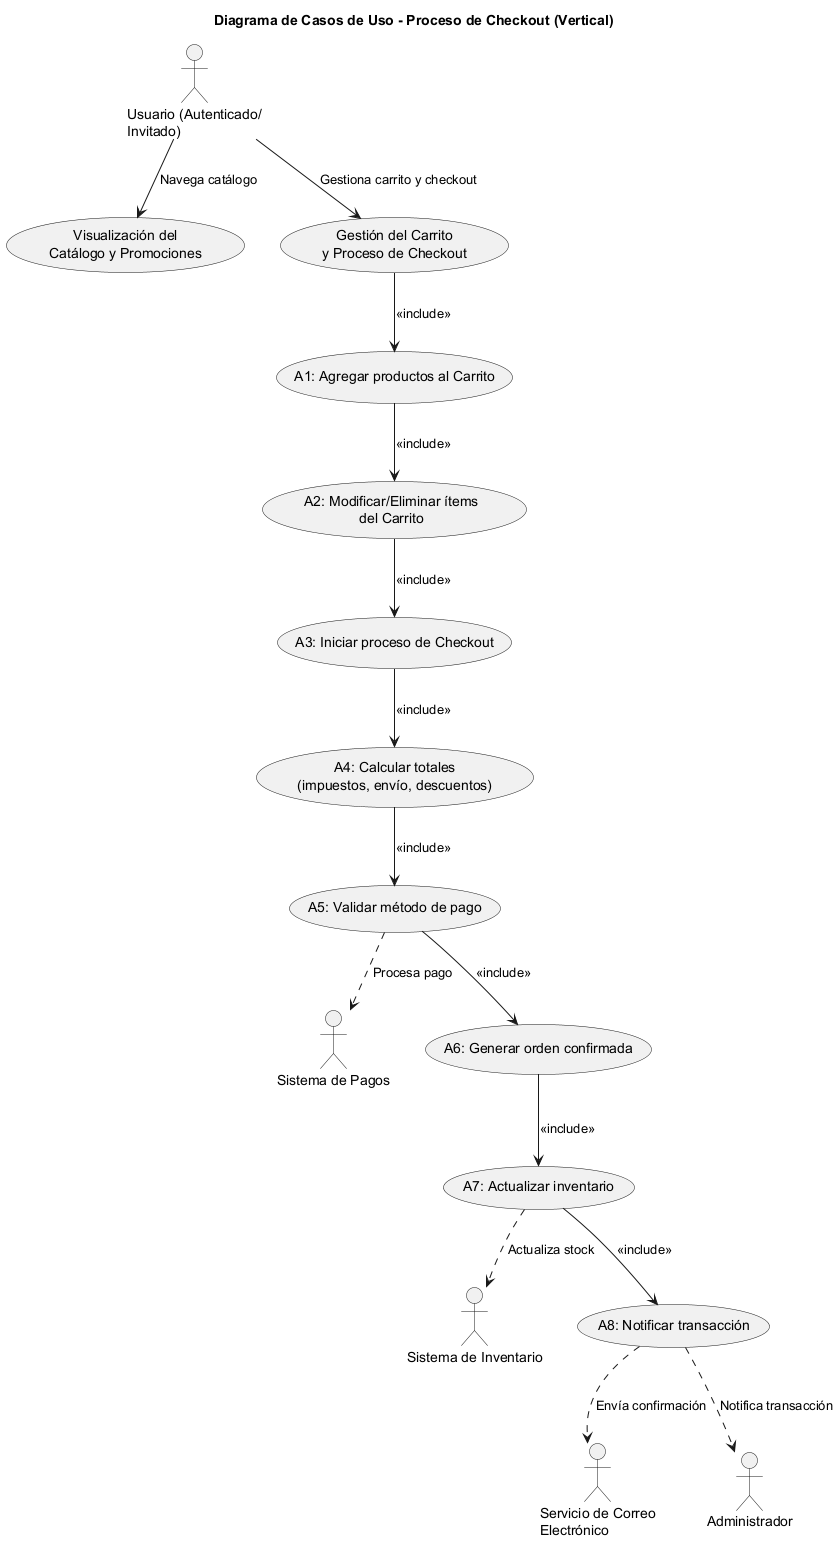 Diagrama de Casos de Uso - Proceso de Checkout (Vertical)
Usuario (Autenticado/
Invitado)
Navega catálogo
Gestiona carrito y checkout
Visualización del
Catálogo y Promociones
Gestión del Carrito
y Proceso de Checkout
«include»
A1: Agregar productos al Carrito
«include»
A2: Modificar/Eliminar ítems
del Carrito
«include»
A3: Iniciar proceso de Checkout
«include»
A4: Calcular totales
(impuestos, envío, descuentos)
«include»
A5: Validar método de pago
Procesa pago
«include»
Sistema de Pagos
A6: Generar orden confirmada
«include»
A7: Actualizar inventario
Actualiza stock
«include»
Sistema de Inventario
A8: Notificar transacción
Envía confirmación
Notifica transacción
Servicio de Correo
Electrónico
Administrador